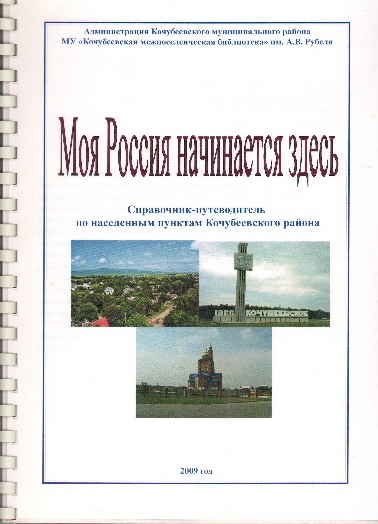 Администрация Кочубеевского муниципального района
МУ «Кочубеевская межпоселенческая библиотека» им. А.В. Рубеля
Моя Россия начинается здесь
Справочник-путеводитель
по населенным пунктам Кочубеевского района
1866 КОЧУБЕЕВСКОЕ
2009 год